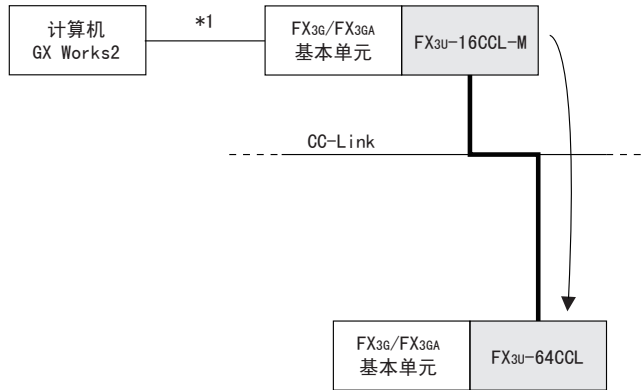 计算机
GX Works2
*1
FX3G/FX3GA
基本单元
FX3U-16CCL-M
CC-Link
FX3G/FX3GA
基本单元
FX3U-64CCL